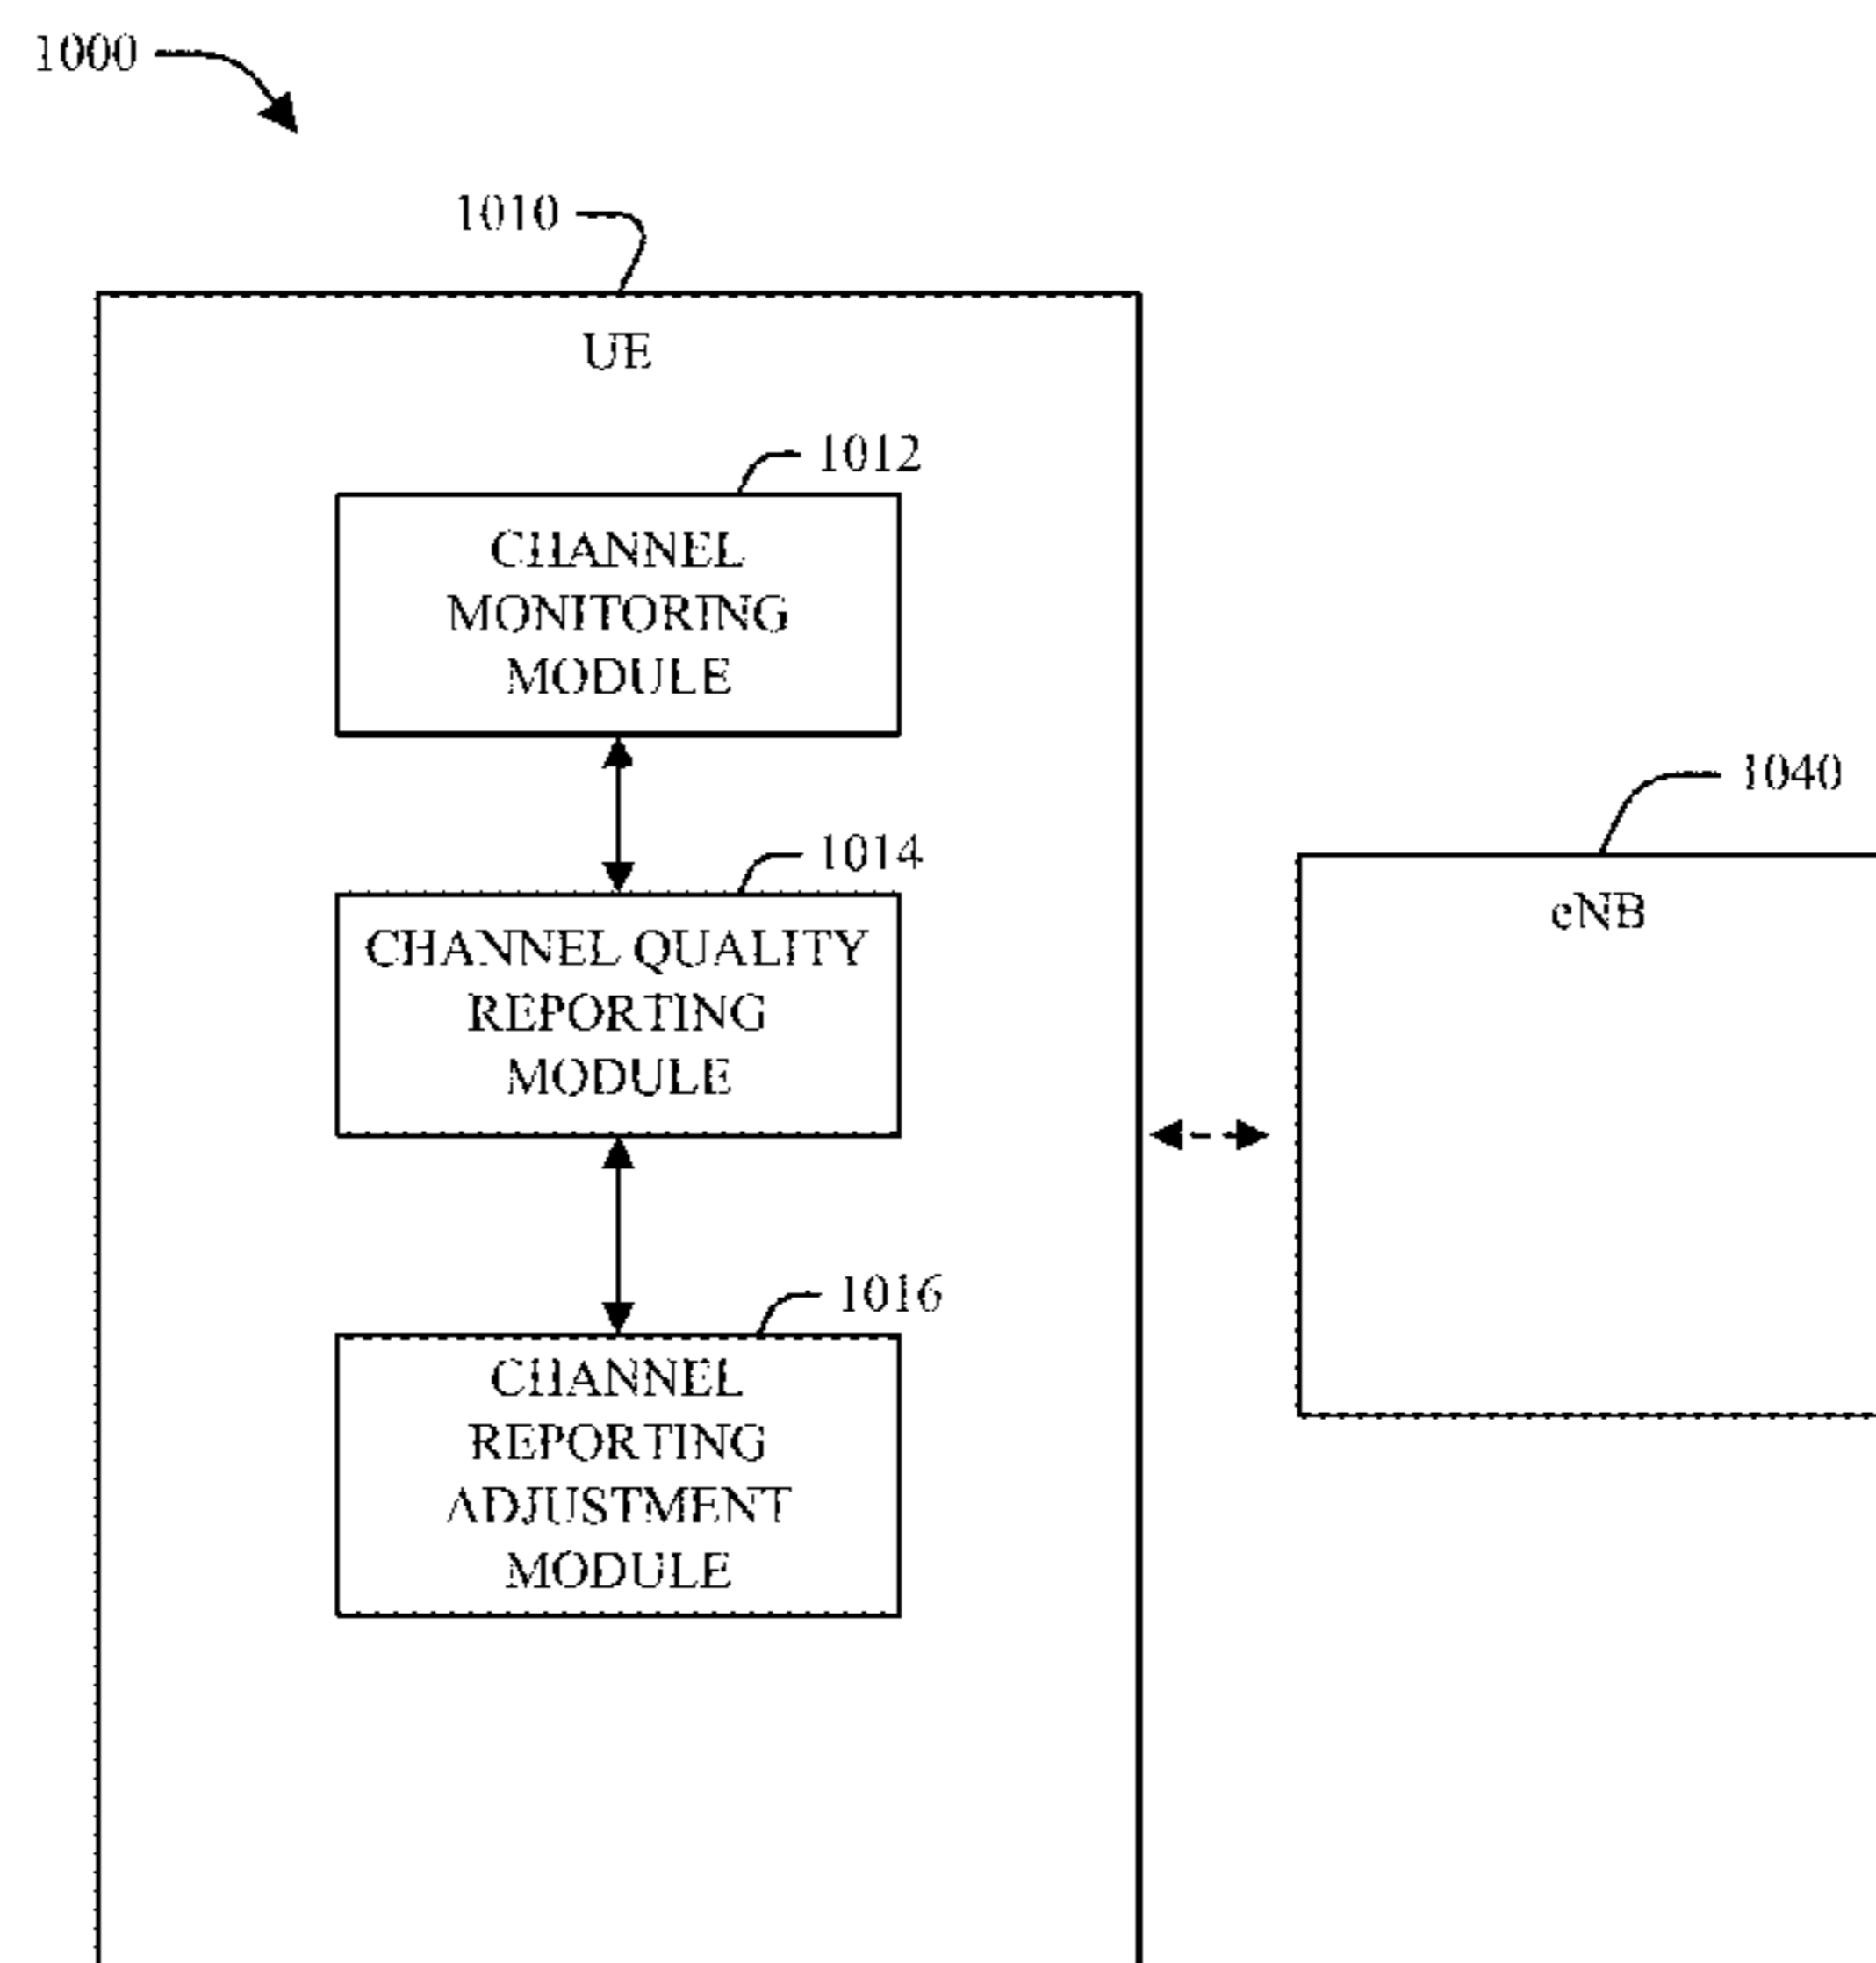 1000
1010
UE
1012
CHANNEL
MONITORING
MODULE
1040
1014
eNB
CHANNEL QUALITY
REPORTING
MODULE
1016
CHANNEL
REPORTING
ADJUSTMENT
MODULE